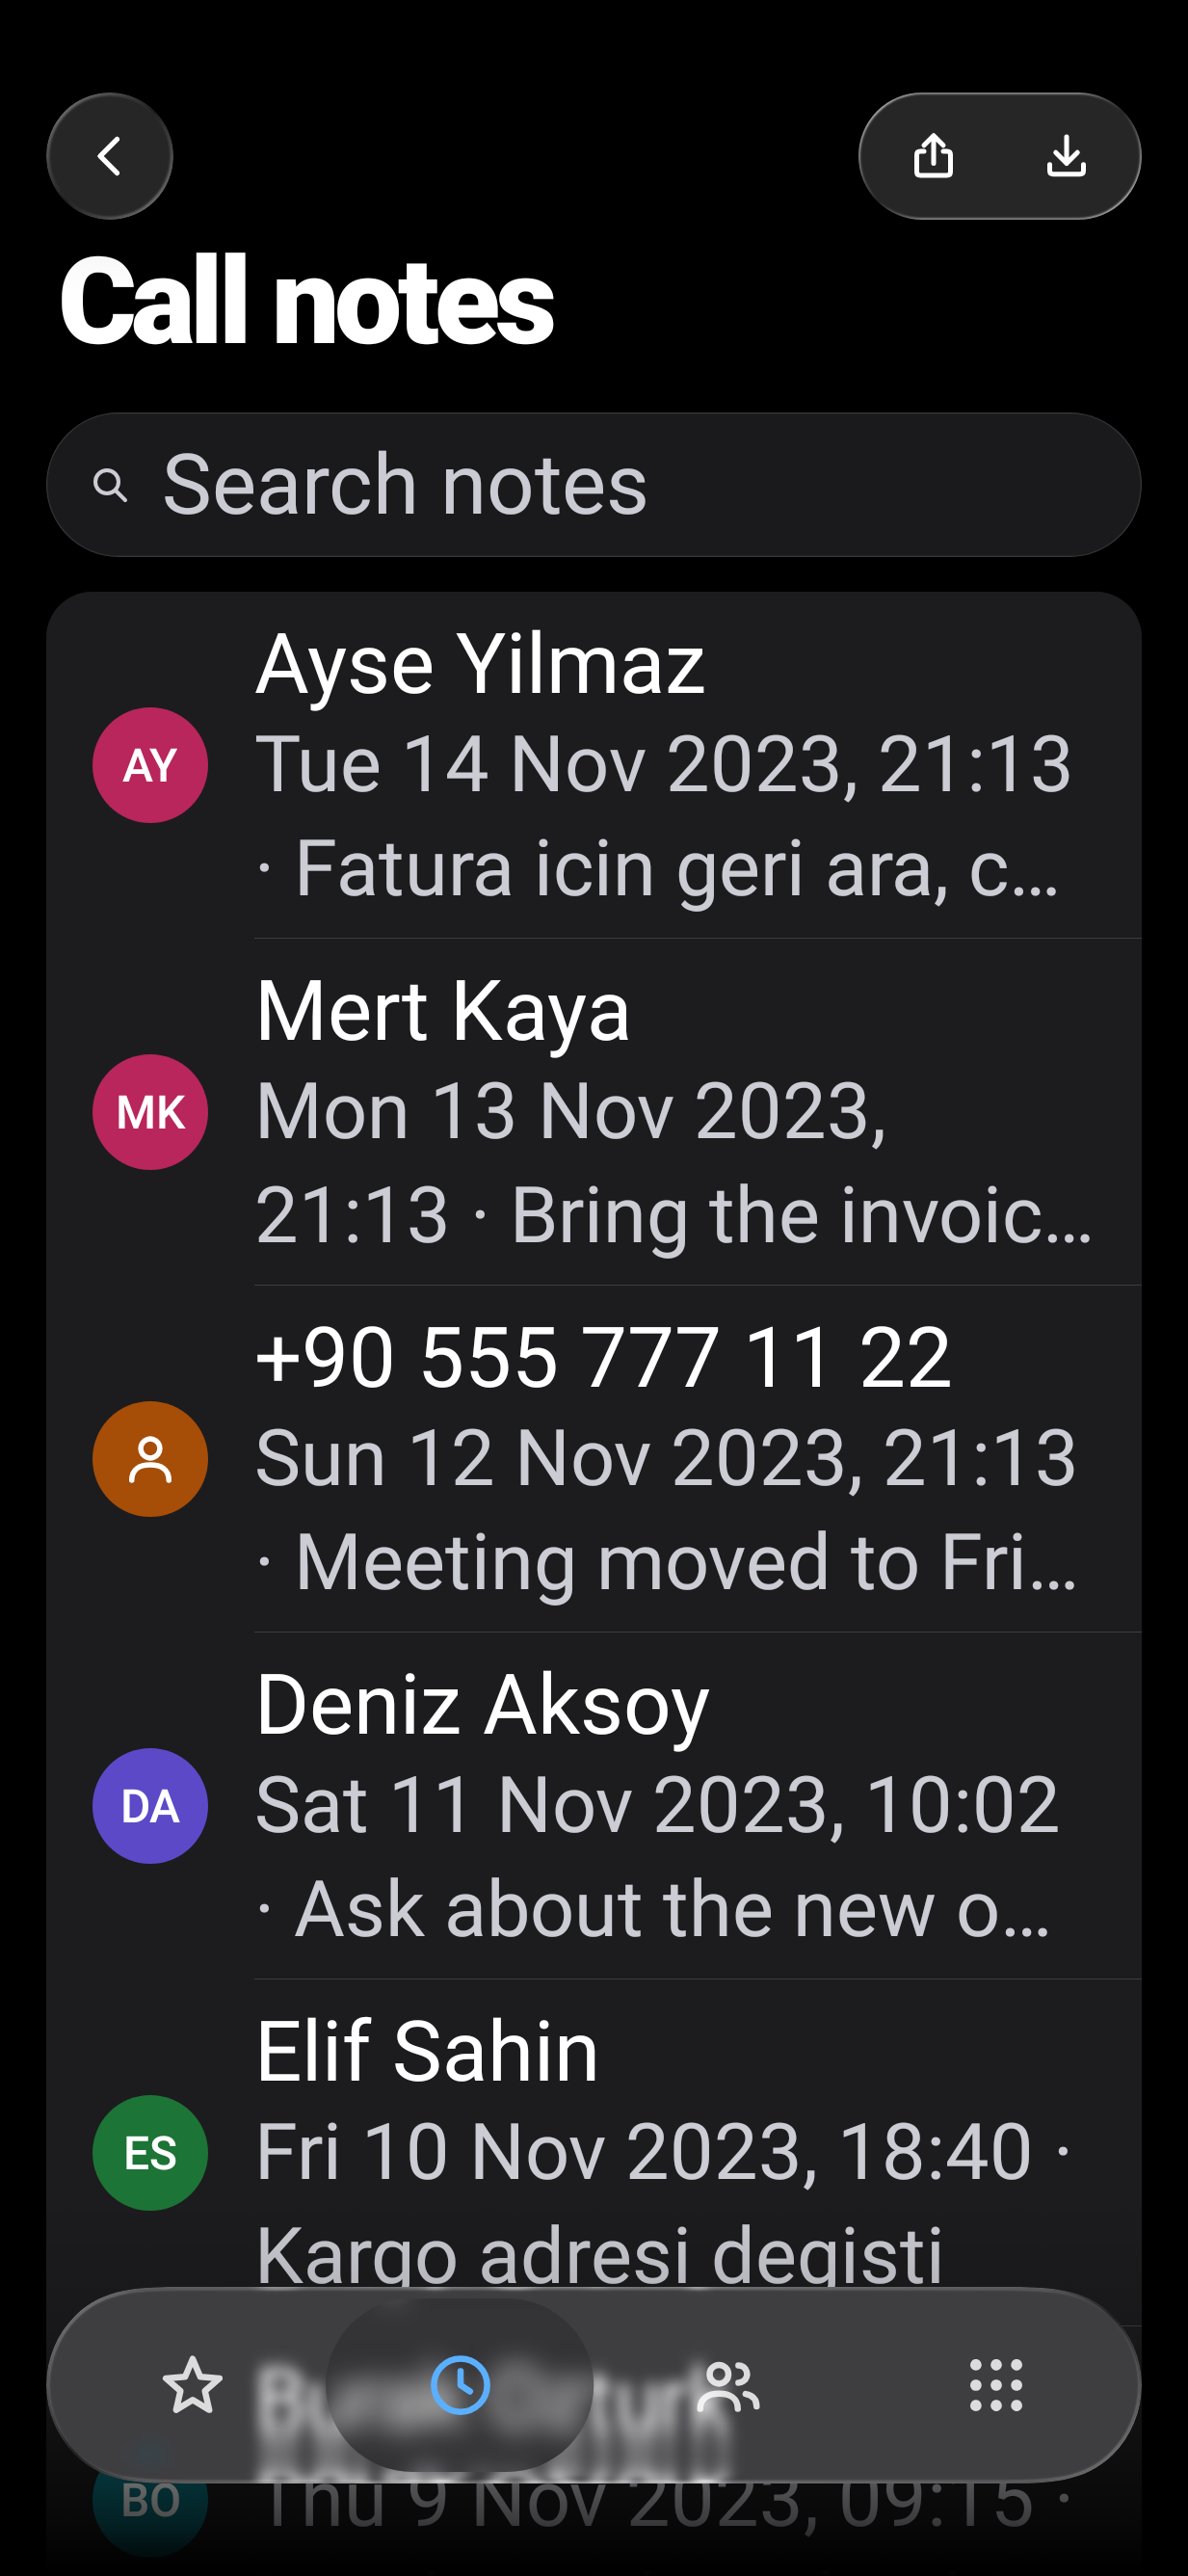 Call notes
Search notes
Ayse Yilmaz
AY
Tue 14 Nov 2023, 21:13
· Fatura icin geri ara, c…
Mert Kaya
MK
Mon 13 Nov 2023,
21:13 · Bring the invoic…
+90 555 777 11 22
Sun 12 Nov 2023, 21:13
· Meeting moved to Fri…
Deniz Aksoy
DA
Sat 11 Nov 2023, 10:02
· Ask about the new o…
Elif Sahin
ES
Fri 10 Nov 2023, 18:40 ·
Kargo adresi degisti
BO
Thu 9 Nov 2023, 09:15 ·